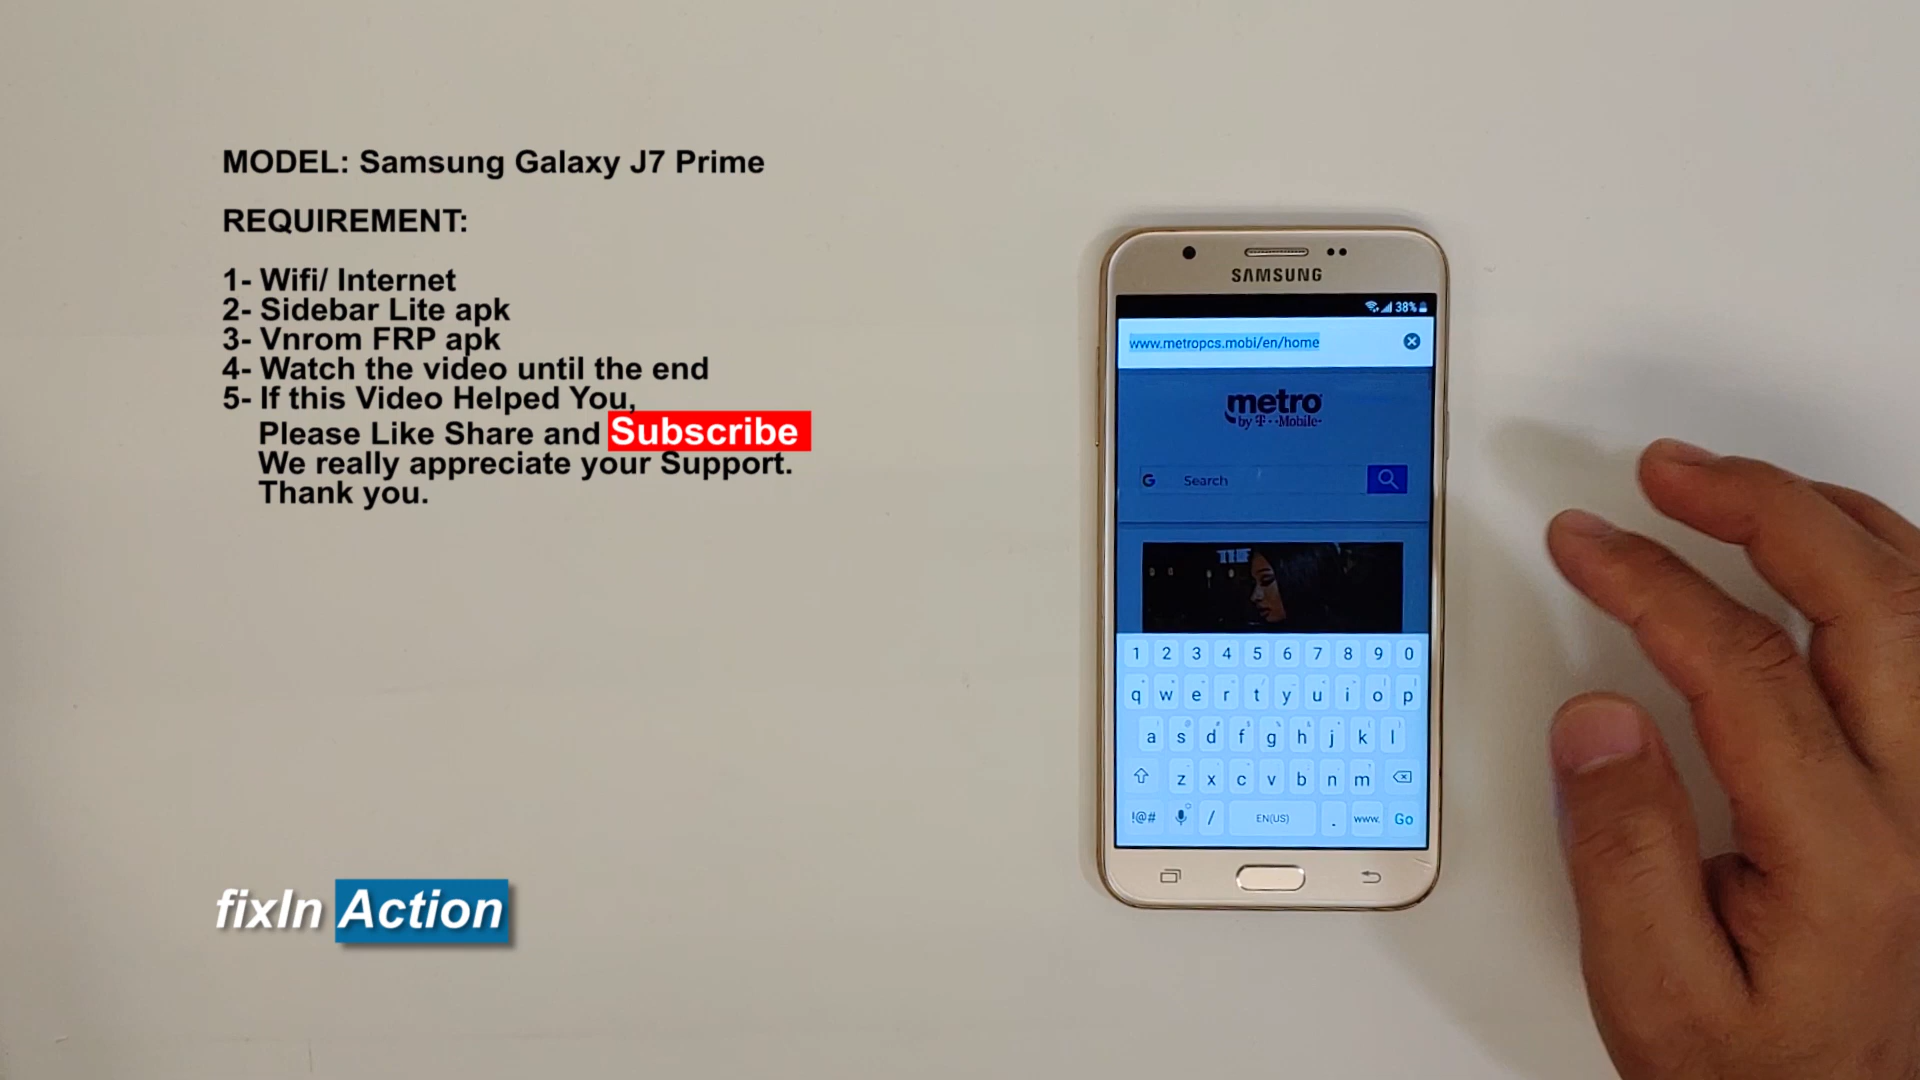 MODEL: Samsung Galaxy J7 Prime
REQUIREMENT:
1- Wifi/ Internet
2- Sidebar Lite apk
3- Vnrom FRP apk
4- Watch the video until the end
5- If this Video Helped You,
Please Like Share and Subscribe
We really appreciate your Support.
Thank you.
fixIn Action
SAMSUNG
38%
www.metropcs.mobi/en/home
metro
by T-Mobile
G Search
1 2 3 4 5 6 7 8 9 0
q w e r t y u i o p
a s d f g h j k l
z x c v b n m
!@# / EN(US) . www. Go